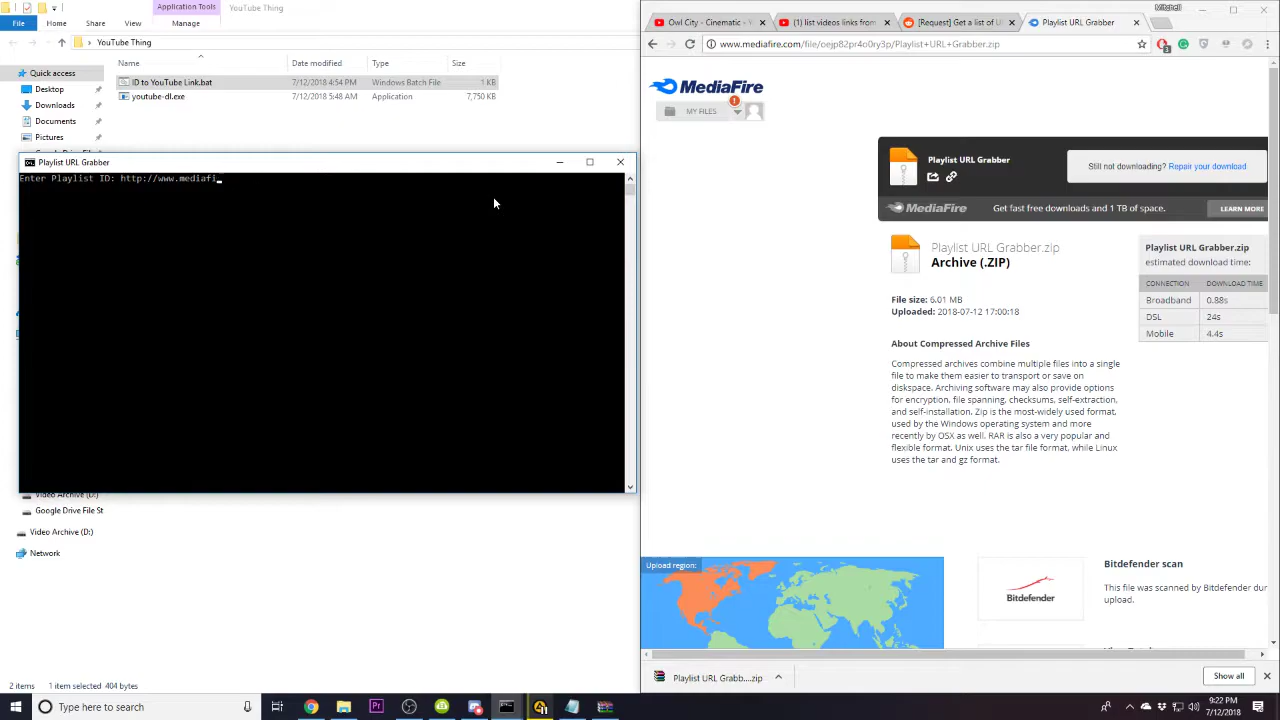 Application Tools
YouTube Thing
File
Home
Share
View
Manage
YouTube Thing
Quick access
Desktop
Downloads
Documents
Pictures
Name
Date modified
Type
Size
ID to YouTube Link.bat
7/12/2018 4:54 PM
Windows Batch File
1 KB
youtube-dl.exe
7/12/2018 5:48 AM
Application
7,750 KB
Playlist URL Grabber
Enter Playlist ID: http://www.mediafi_
Video Archive (D:)
Google Drive File St
Video Archive (D:)
Network
2 items
1 item selected
404 bytes
Mitchell
Owl City - Cinematic -
(1) list videos links from
[Request] Get a list of U
Playlist URL Grabber
www.mediafire.com/file/oejp82pr4o0ry3p/Playlist+URL+Grabber.zip
3
MediaFire
MY FILES
!
Playlist URL Grabber
Still not downloading? Repair your download
MediaFire
Get fast free downloads and 1 TB of space.
LEARN MORE
Playlist URL Grabber.zip
Archive (.ZIP)
File size: 6.01 MB
Uploaded: 2018-07-12 17:00:18
About Compressed Archive Files
Compressed archives combine multiple files into a single
file to make them easier to transport or save on
diskspace. Archiving software may also provide options
for encryption, file spanning, checksums, self-extraction,
and self-installation. Zip is the most-widely used format,
used by the Windows operating system and more
recently by OSX as well. RAR is also a very popular and
flexible format. Unix uses the tar file format, while Linux
uses the tar and gz format.
Playlist URL Grabber.zip
estimated download time:
CONNECTION
DOWNLOAD TIME
Broadband
0.88s
DSL
24s
Mobile
4.4s
Upload region:
Bitdefender
Bitdefender scan
This file was scanned by Bitdefender dur
upload.
Playlist URL Grabb....zip
Show all
Type here to search
Pr
9:22 PM
7/12/2018